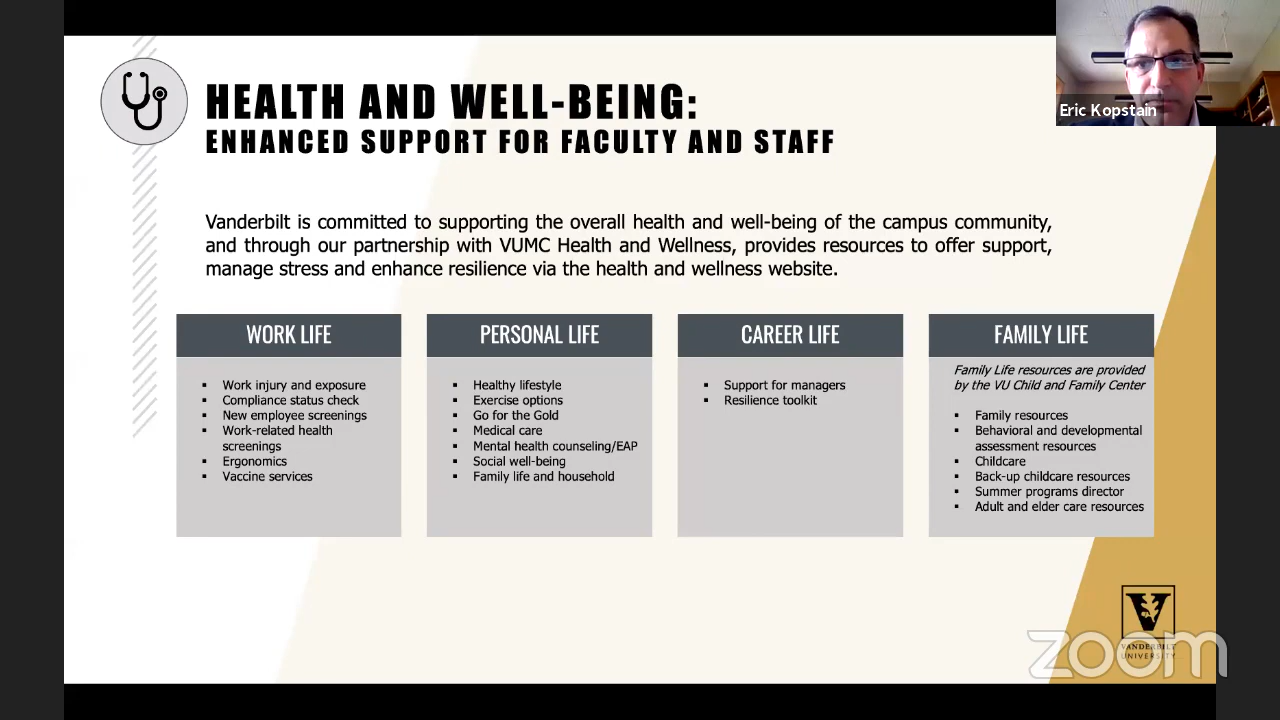 Eric Kopstain
HEALTH AND WELL-BEING:
ENHANCED SUPPORT FOR FACULTY AND STAFF
Vanderbilt is committed to supporting the overall health and well-being of the campus community,
and through our partnership with VUMC Health and Wellness, provides resources to offer support,
manage stress and enhance resilience via the health and wellness website.
WORK LIFE
▪ Work injury and exposure
▪ Compliance status check
▪ New employee screenings
▪ Work-related health
screenings
▪ Ergonomics
▪ Vaccine services
PERSONAL LIFE
▪ Healthy lifestyle
▪ Exercise options
▪ Go for the Gold
▪ Medical care
▪ Mental health counseling/EAP
▪ Social well-being
▪ Family life and household
CAREER LIFE
▪ Support for managers
▪ Resilience toolkit
FAMILY LIFE
Family Life resources are provided
by the VU Child and Family Center
▪ Family resources
▪ Behavioral and developmental
assessment resources
▪ Childcare
▪ Back-up childcare resources
▪ Summer programs director
▪ Adult and elder care resources
V
VANDERBILT
UNIVERSITY
zoom